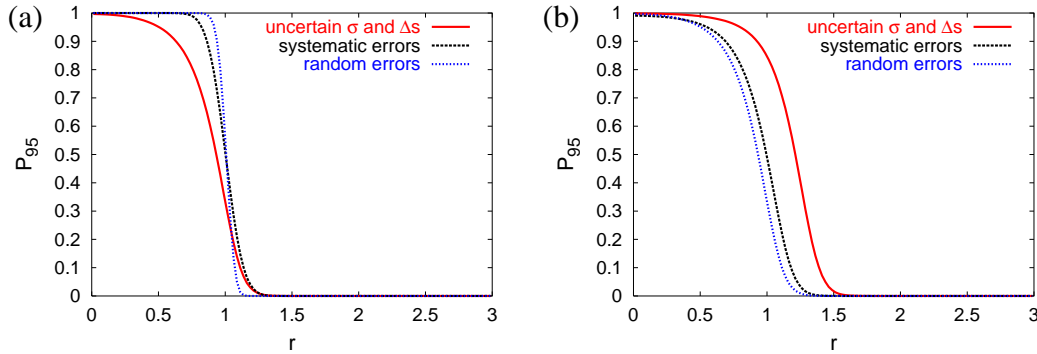 (a)
uncertain σ and Δs
systematic errors
random errors
P95
1
0.9
0.8
0.7
0.6
0.5
0.4
0.3
0.2
0.1
0
0 0.5 1 1.5 2 2.5 3
r
(b)
uncertain σ and Δs
systematic errors
random errors
P95
1
0.9
0.8
0.7
0.6
0.5
0.4
0.3
0.2
0.1
0
0 0.5 1 1.5 2 2.5 3
r